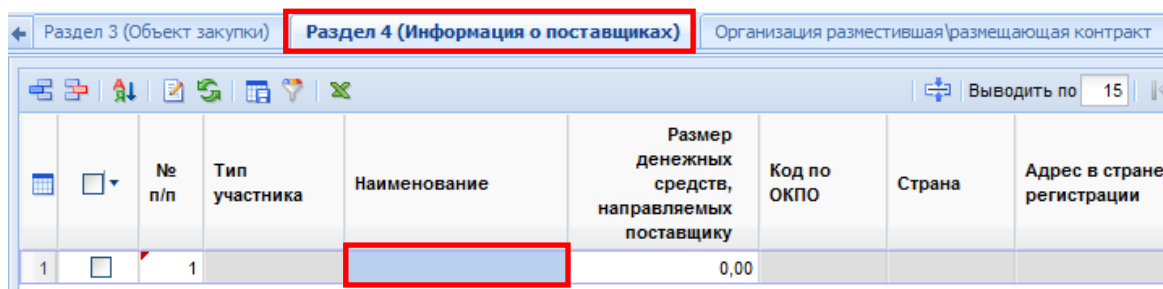 Раздел 3 (Объект закупки) Раздел 4 (Информация о поставщиках) Организация разместившая\размещающая контракт
Выводить по 15
№ п/п
Тип участника
Наименование
Размер денежных средств, направляемых поставщику
Код по ОКПО
Страна
Адрес в стране регистрации
1 1 0,00